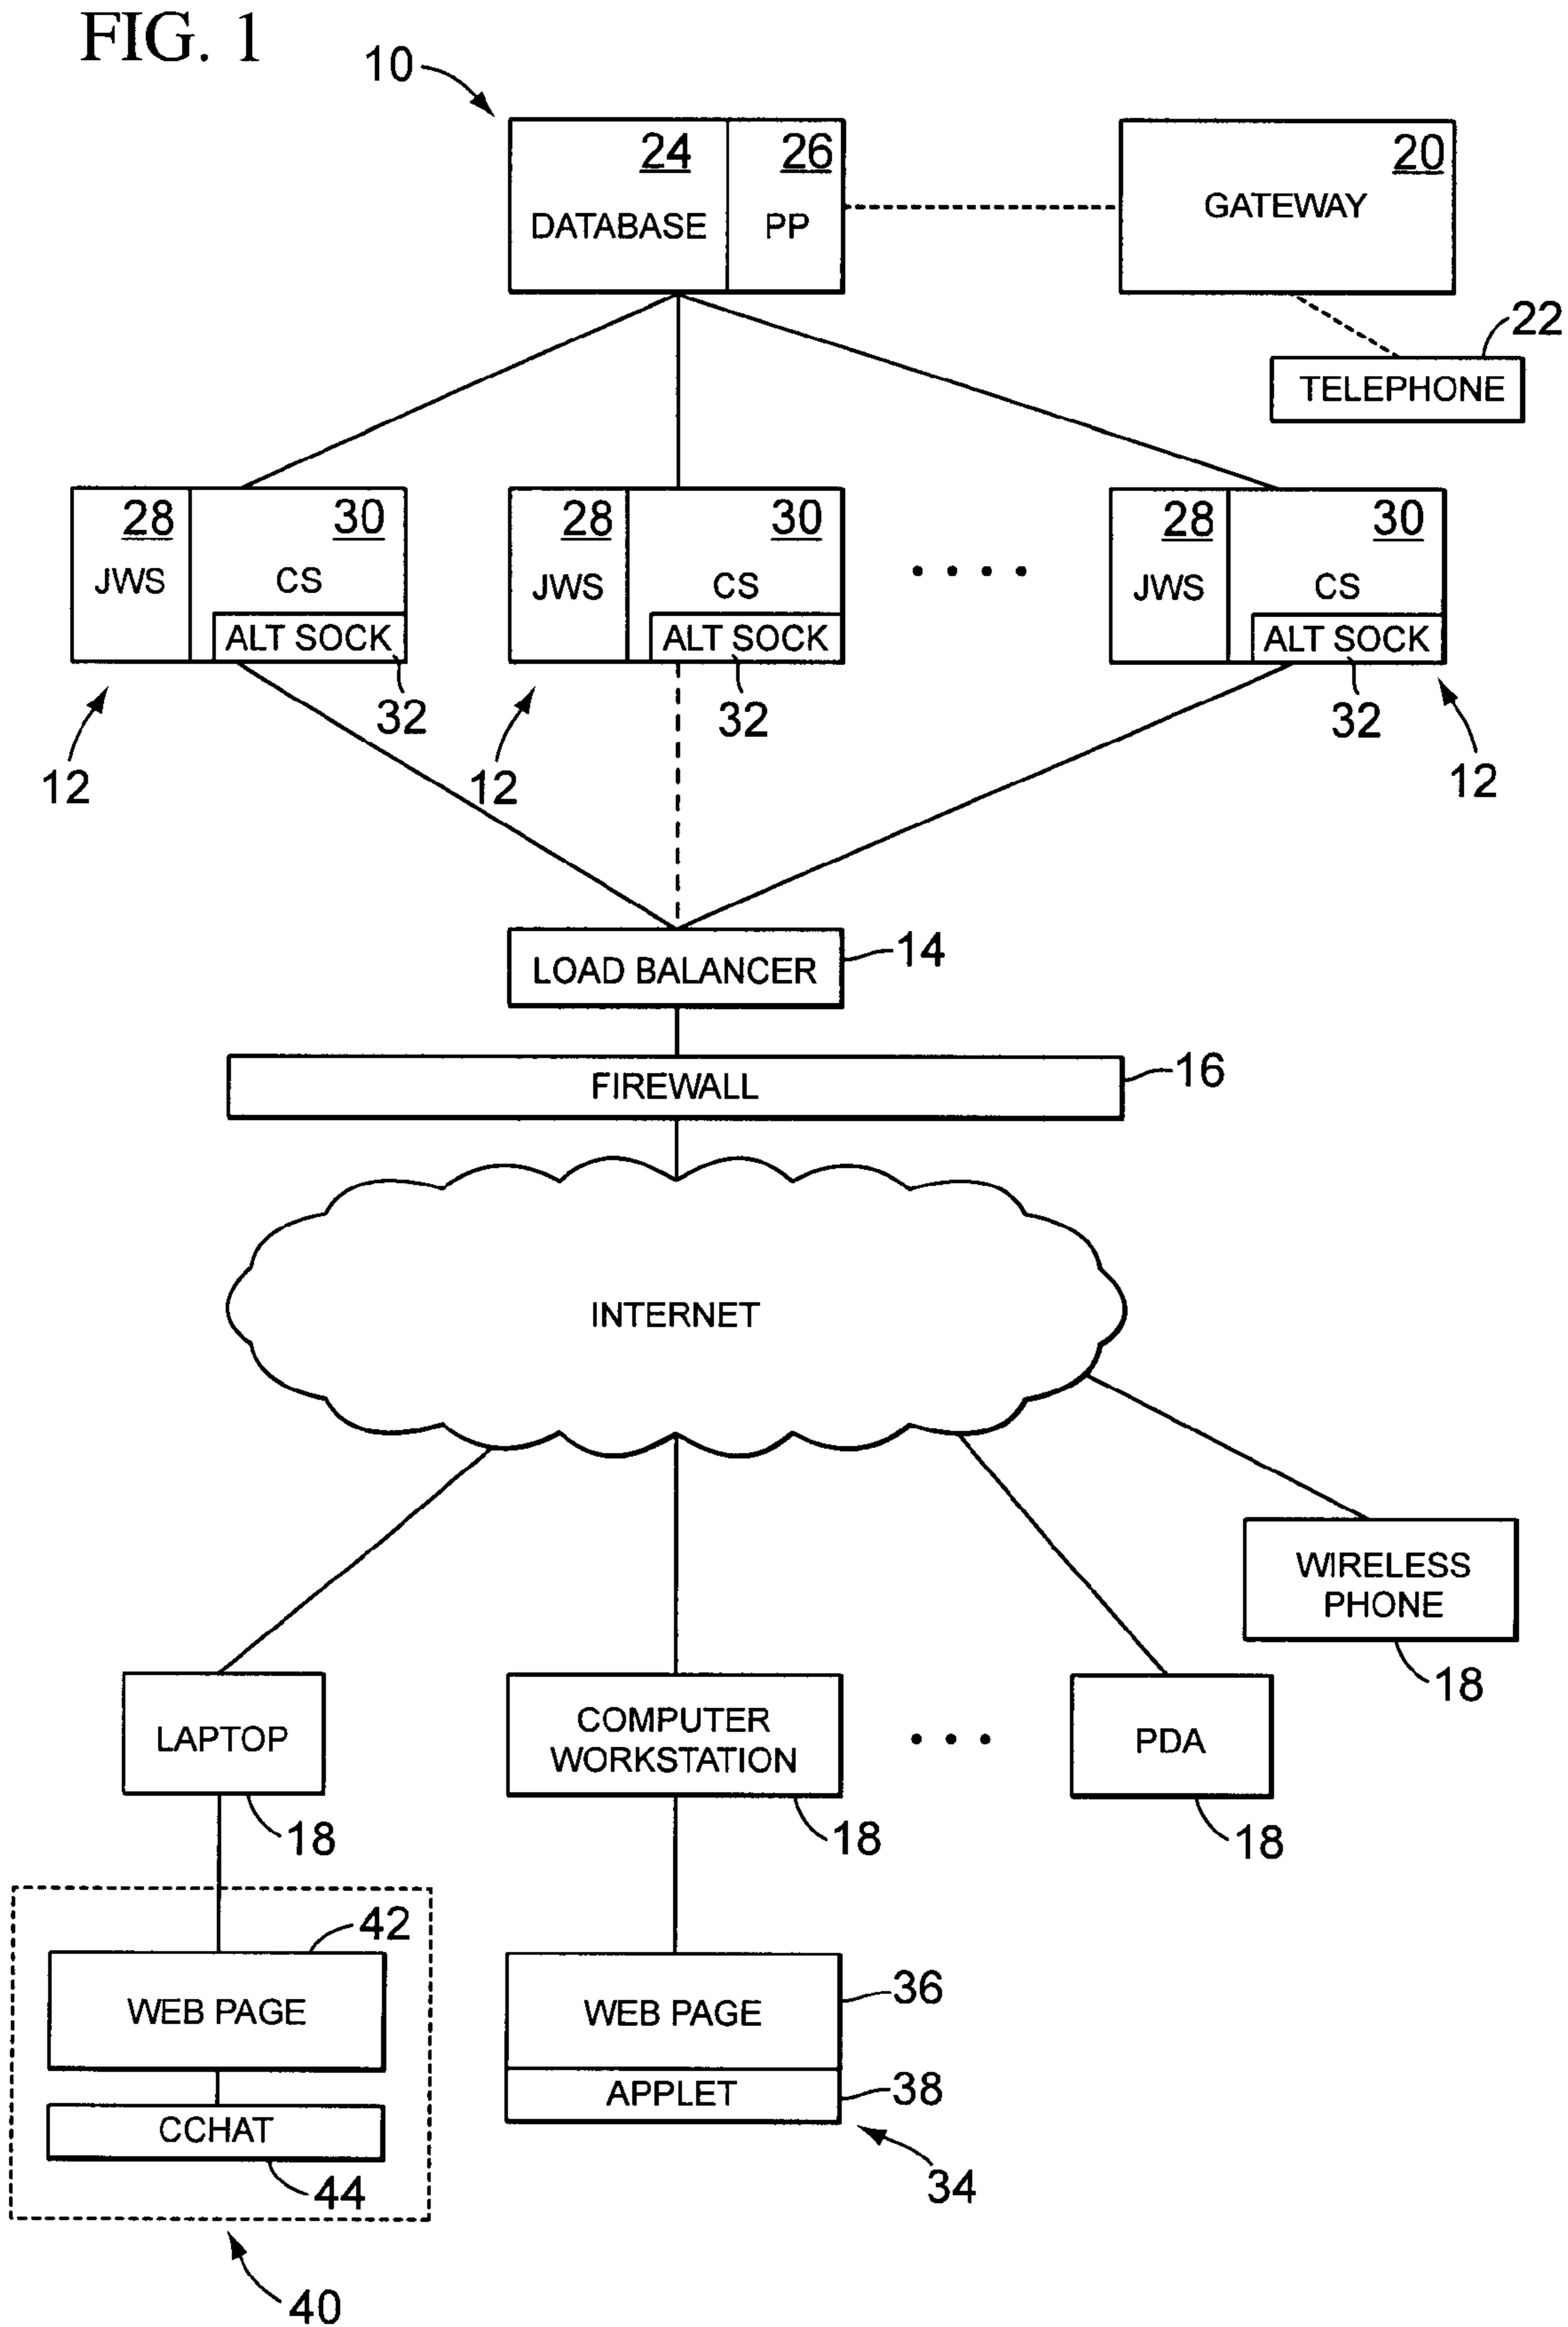 FIG. 1
10
24
26
20
DATABASE
PP
GATEWAY
22
TELEPHONE
28
30
28
30
28
30
JWS
CS
JWS
CS
JWS
CS
ALT SOCK
ALT SOCK
ALT SOCK
32
32
32
12
12
12
LOAD BALANCER
14
FIREWALL
16
INTERNET
WIRELESS
PHONE
18
LAPTOP
COMPUTER
WORKSTATION
PDA
18
18
18
42
WEB PAGE
WEB PAGE
36
APPLET
38
CCHAT
44
34
40